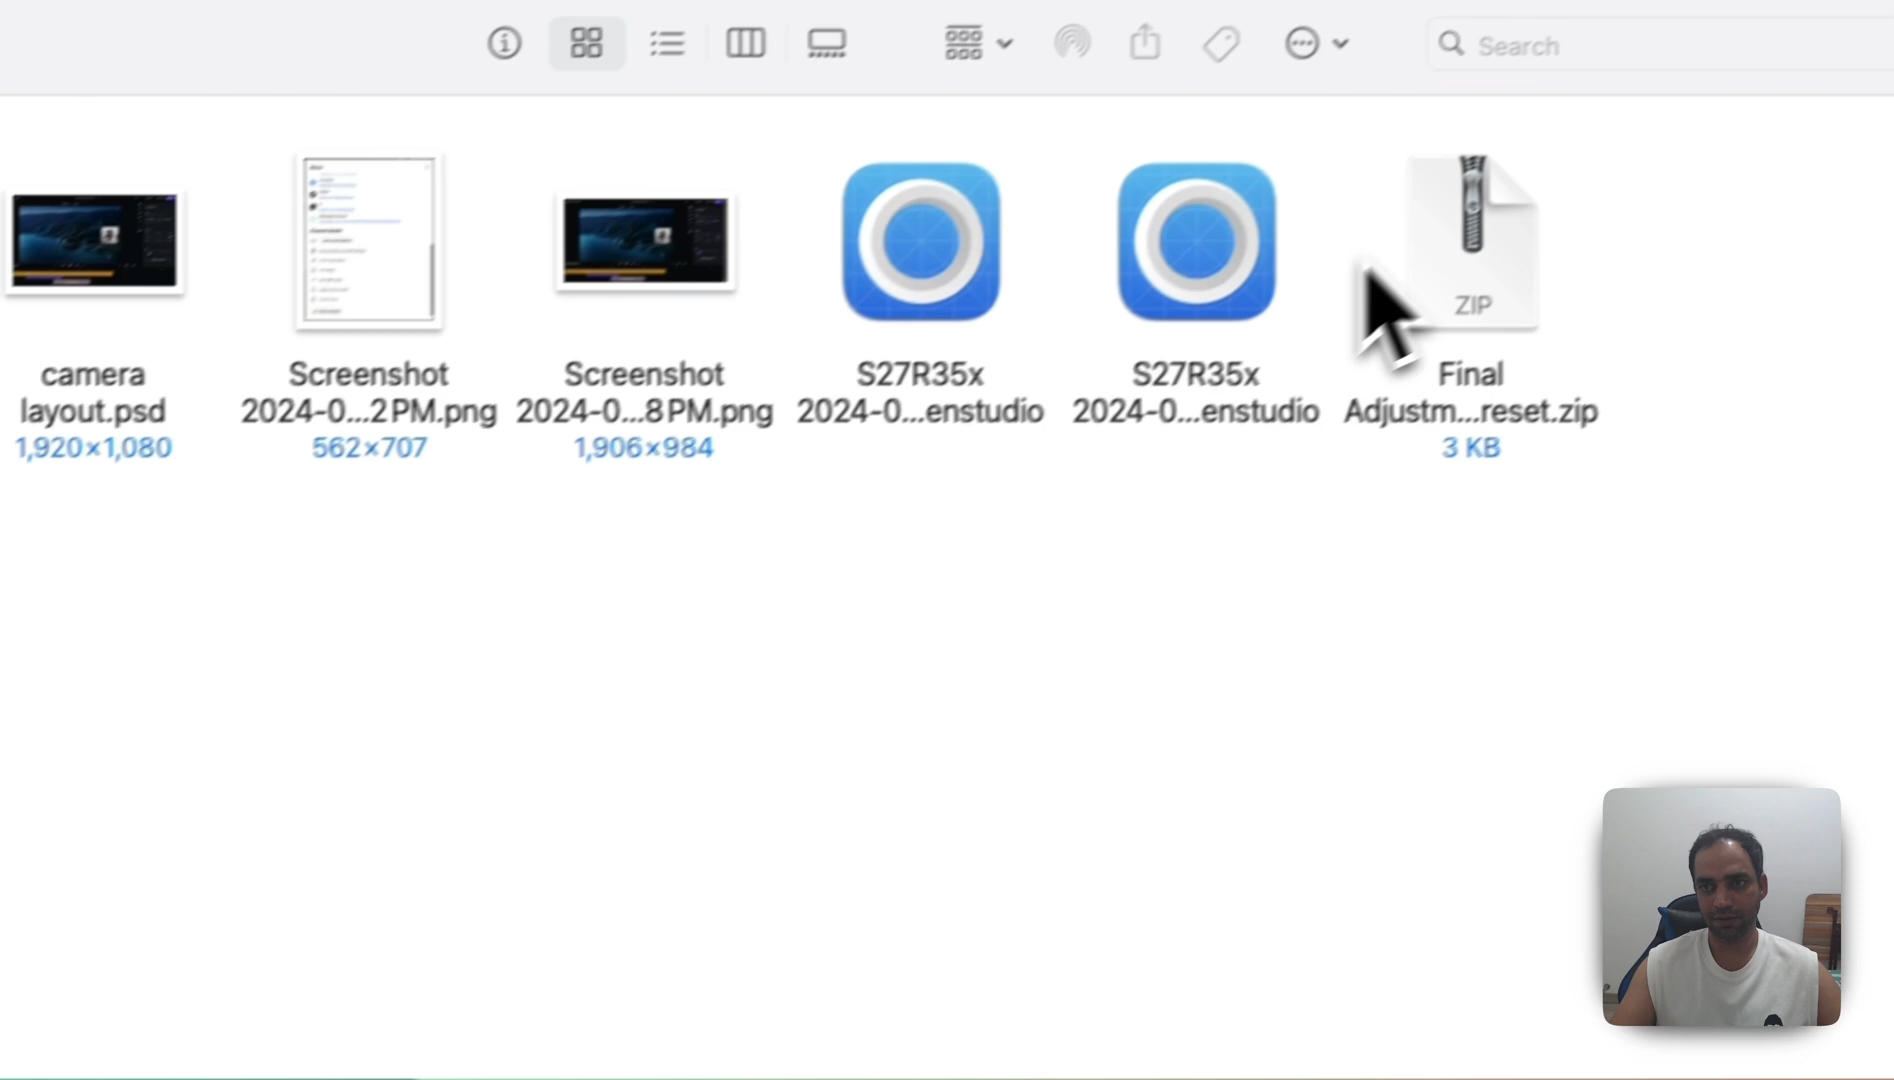 Search
ZIP
camera
layout.psd
1,920×1,080
Screenshot
2024-0...2 PM.png
562×707
Screenshot
2024-0...8 PM.png
1,906×984
S27R35x
2024-0...enstudio
S27R35x
2024-0...enstudio
Final
Adjustm...reset.zip
3 KB